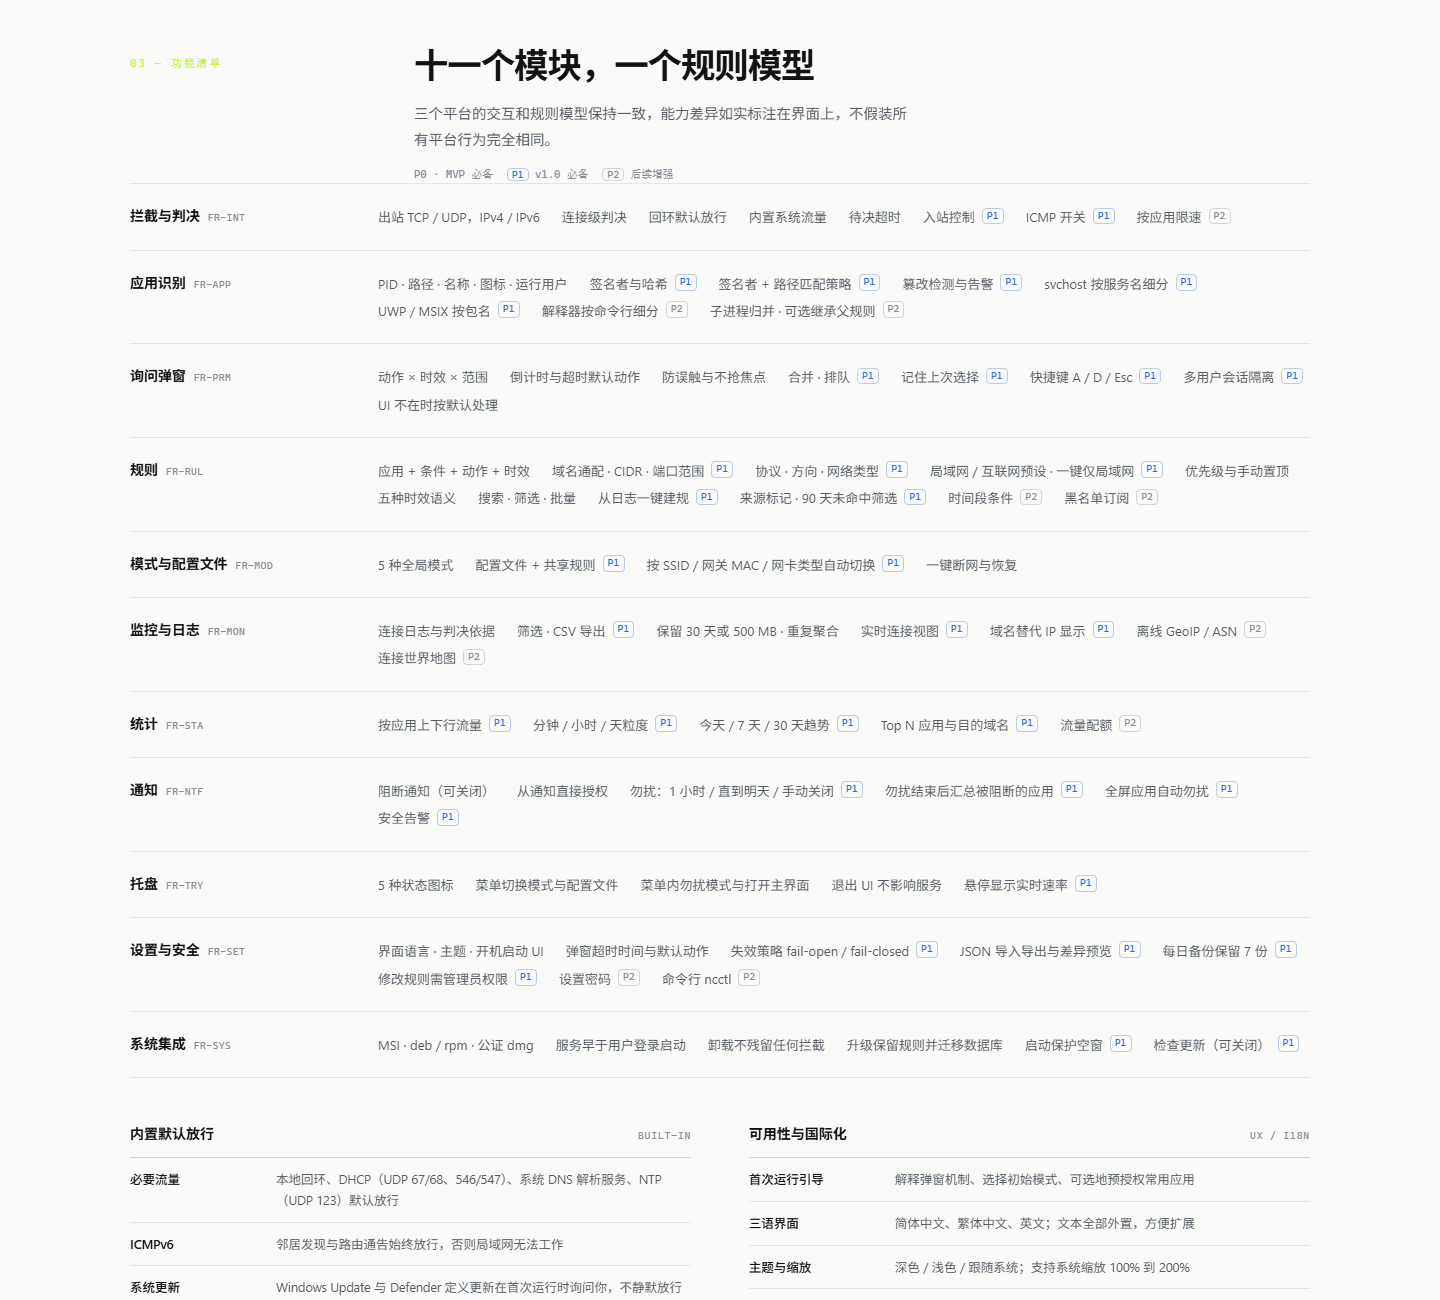 03 — 功能清单
十一个模块，一个规则模型
三个平台的交互和规则模型保持一致，能力差异如实标注在界面上，不假装所
有平台行为完全相同。
P0 · MVP 必备 P1 v1.0 必备 P2 后续增强
拦截与判决 FR-INT
出站 TCP / UDP，IPv4 / IPv6 连接级判决 回环默认放行 内置系统流量 待决超时 入站控制 P1 ICMP 开关 P1 按应用限速 P2
应用识别 FR-APP
PID · 路径 · 名称 · 图标 · 运行用户 签名者与哈希 P1 签名者 + 路径匹配策略 P1 篡改检测与告警 P1 svchost 按服务名细分 P1
UWP / MSIX 按包名 P1 解释器按命令行细分 P2 子进程归并 · 可选继承父规则 P2
询问弹窗 FR-PRM
动作 × 时效 × 范围 倒计时与超时默认动作 防误触与不抢焦点 合并 · 排队 P1 记住上次选择 P1 快捷键 A / D / Esc P1 多用户会话隔离 P1
UI 不在时按默认处理
规则 FR-RUL
应用 + 条件 + 动作 + 时效 域名通配 · CIDR · 端口范围 P1 协议 · 方向 · 网络类型 P1 局域网 / 互联网预设 · 一键仅局域网 P1 优先级与手动置顶
五种时效语义 搜索 · 筛选 · 批量 从日志一键建规 P1 来源标记 · 90 天未命中筛选 P1 时间段条件 P2 黑名单订阅 P2
模式与配置文件 FR-MOD
5 种全局模式 配置文件 + 共享规则 P1 按 SSID / 网关 MAC / 网卡类型自动切换 P1 一键断网与恢复
监控与日志 FR-MON
连接日志与判决依据 筛选 · CSV 导出 P1 保留 30 天或 500 MB · 重复聚合 实时连接视图 P1 域名替代 IP 显示 P1 离线 GeoIP / ASN P2
连接世界地图 P2
统计 FR-STA
按应用上下行流量 P1 分钟 / 小时 / 天粒度 P1 今天 / 7 天 / 30 天趋势 P1 Top N 应用与目的域名 P1 流量配额 P2
通知 FR-NTF
阻断通知（可关闭） 从通知直接授权 勿扰：1 小时 / 直到明天 / 手动关闭 P1 勿扰结束后汇总被阻断的应用 P1 全屏应用自动勿扰 P1
安全告警 P1
托盘 FR-TRY
5 种状态图标 菜单切换模式与配置文件 菜单内勿扰模式与打开主界面 退出 UI 不影响服务 悬停显示实时速率 P1
设置与安全 FR-SET
界面语言 · 主题 · 开机启动 UI 弹窗超时时间与默认动作 失效策略 fail-open / fail-closed P1 JSON 导入导出与差异预览 P1 每日备份保留 7 份 P1
修改规则需管理员权限 P1 设置密码 P2 命令行 ncctl P2
系统集成 FR-SYS
MSI · deb / rpm · 公证 dmg 服务早于用户登录启动 卸载不残留任何拦截 升级保留规则并迁移数据库 启动保护空窗 P1 检查更新（可关闭） P1
内置默认放行 BUILT-IN
必要流量 本地回环、DHCP（UDP 67/68、546/547）、系统 DNS 解析服务、NTP
（UDP 123）默认放行
ICMPv6 邻居发现与路由通告始终放行，否则局域网无法工作
系统更新 Windows Update 与 Defender 定义更新在首次运行时询问你，不静默放行
可用性与国际化 UX / I18N
首次运行引导 解释弹窗机制、选择初始模式、可选地预授权常用应用
三语界面 简体中文、繁体中文、英文；文本全部外置，方便扩展
主题与缩放 深色 / 浅色 / 跟随系统；支持系统缩放 100% 到 200%